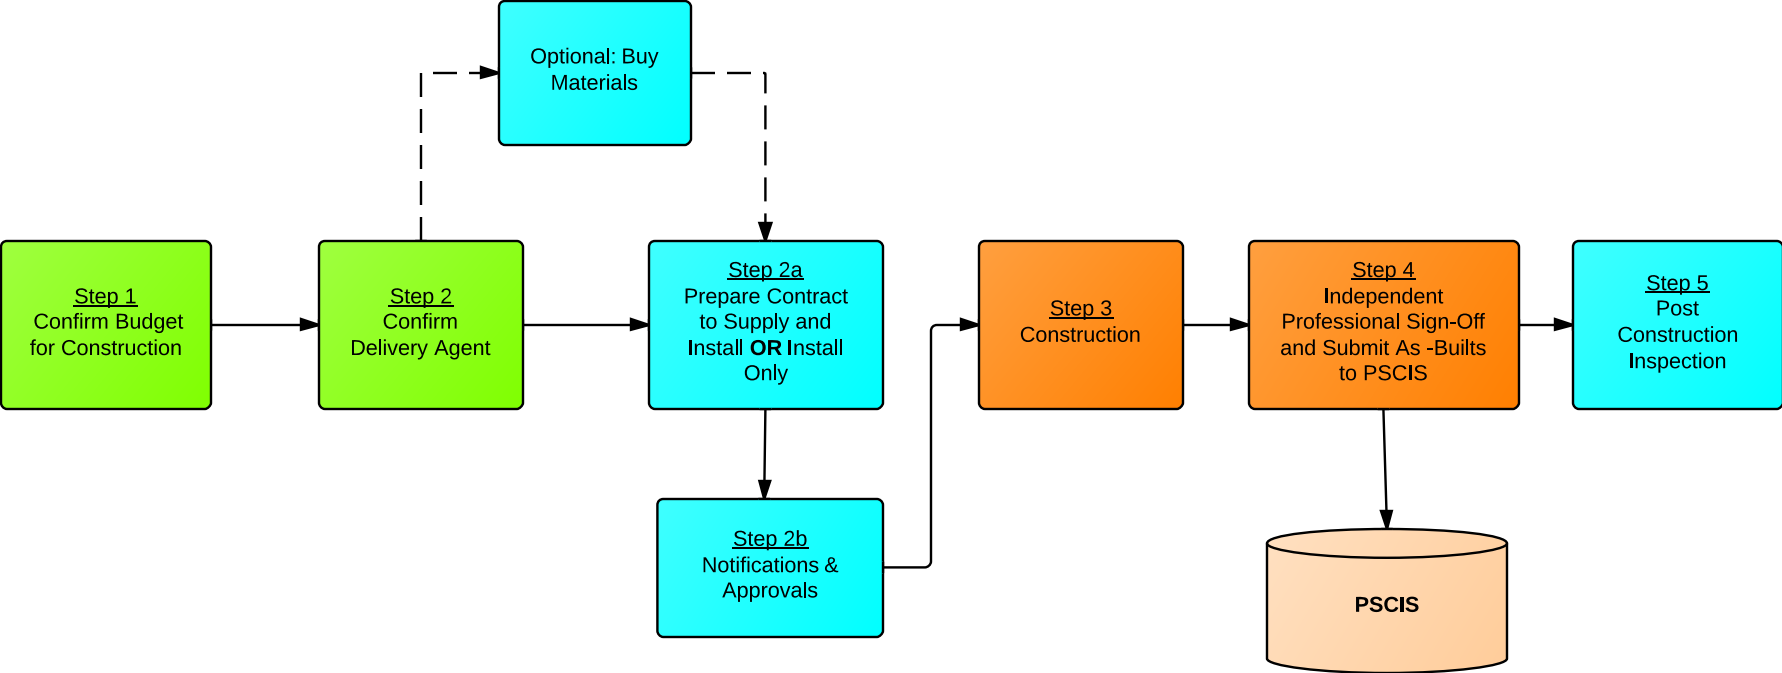 Optional: Buy
Materials
Step 1
Confirm Budget
for Construction
Step 2
Confirm
Delivery Agent
Step 2a
Prepare Contract
to Supply and
Install OR Install
Only
Step 2b
Notifications &
Approvals
Step 3
Construction
Step 4
Independent
Professional Sign-Off
and Submit As -Builts
to PSCIS
PSCIS
Step 5
Post
Construction
Inspection